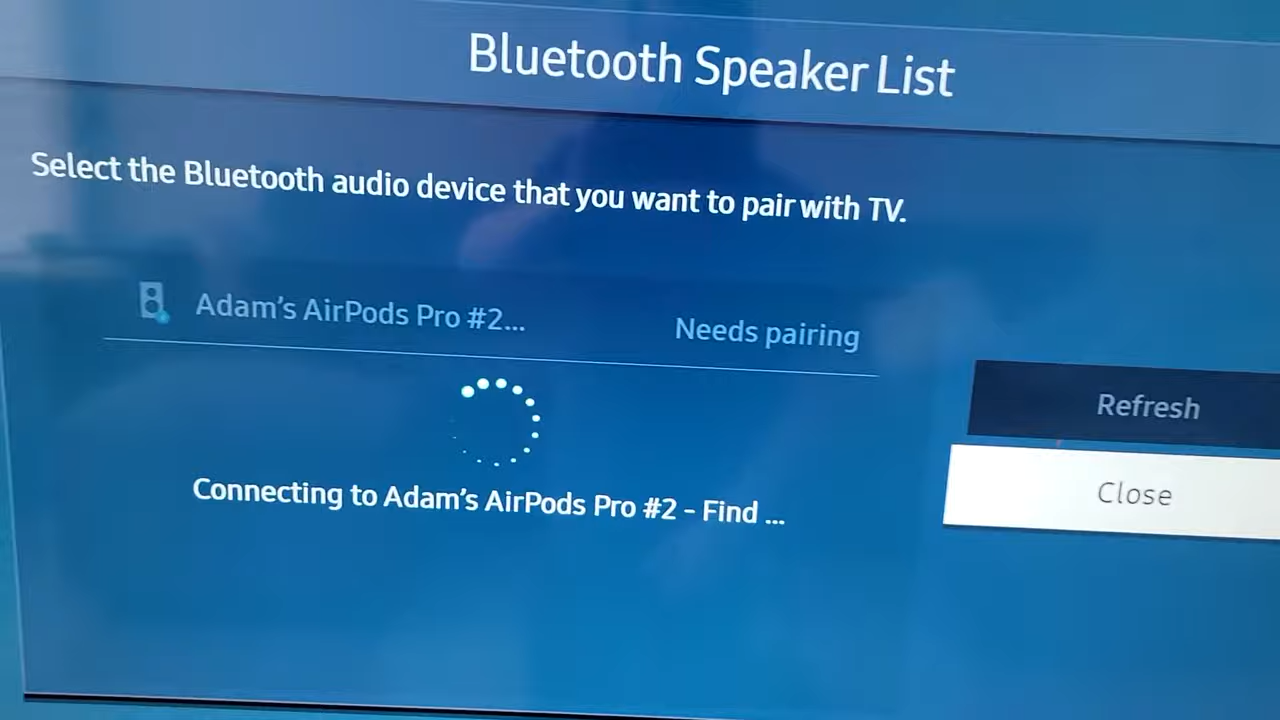 Bluetooth Speaker List
Select the Bluetooth audio device that you want to pair with TV.
Adam's AirPods Pro #2... Needs pairing
Refresh
Connecting to Adam's AirPods Pro #2 - Find ...
Close